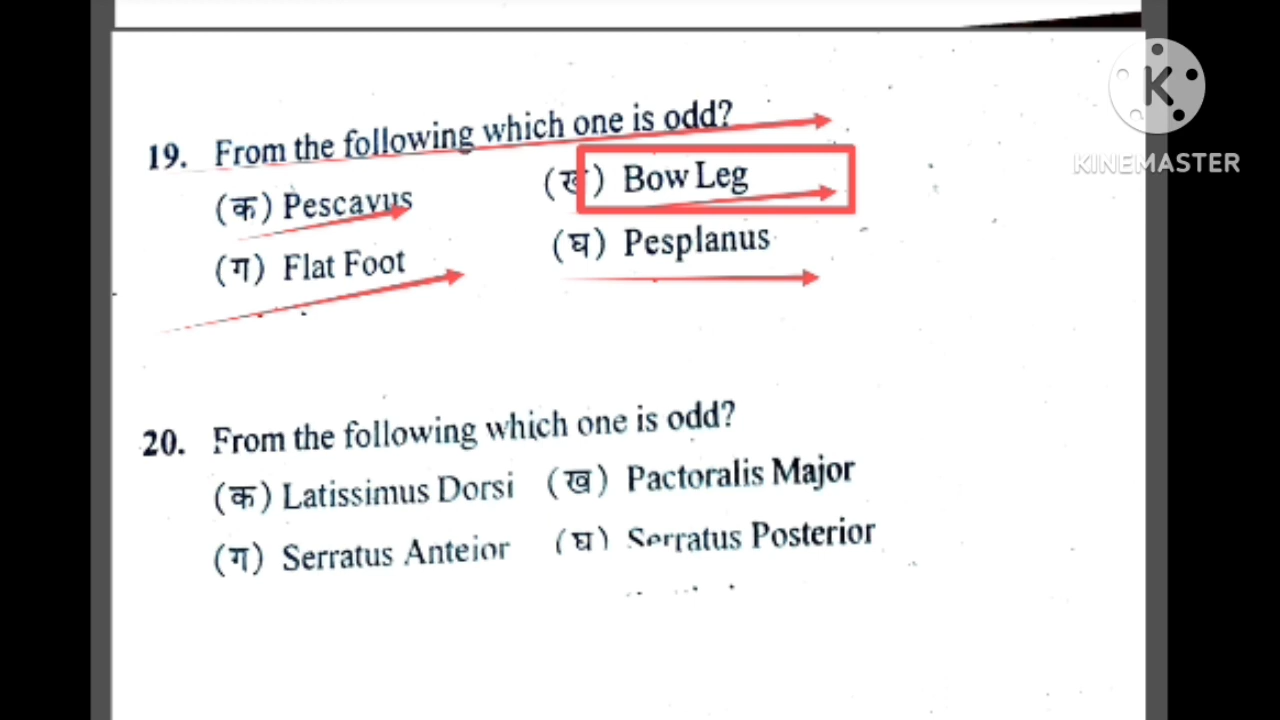 19. From the following which one is odd?
(क) Pescavus (ख) Bow Leg
(ग) Flat Foot (घ) Pesplanus
20. From the following which one is odd?
(क) Latissimus Dorsi (ख) Pactoralis Major
(ग) Serratus Anteior (घ) Serratus Posterior
KINEMASTER